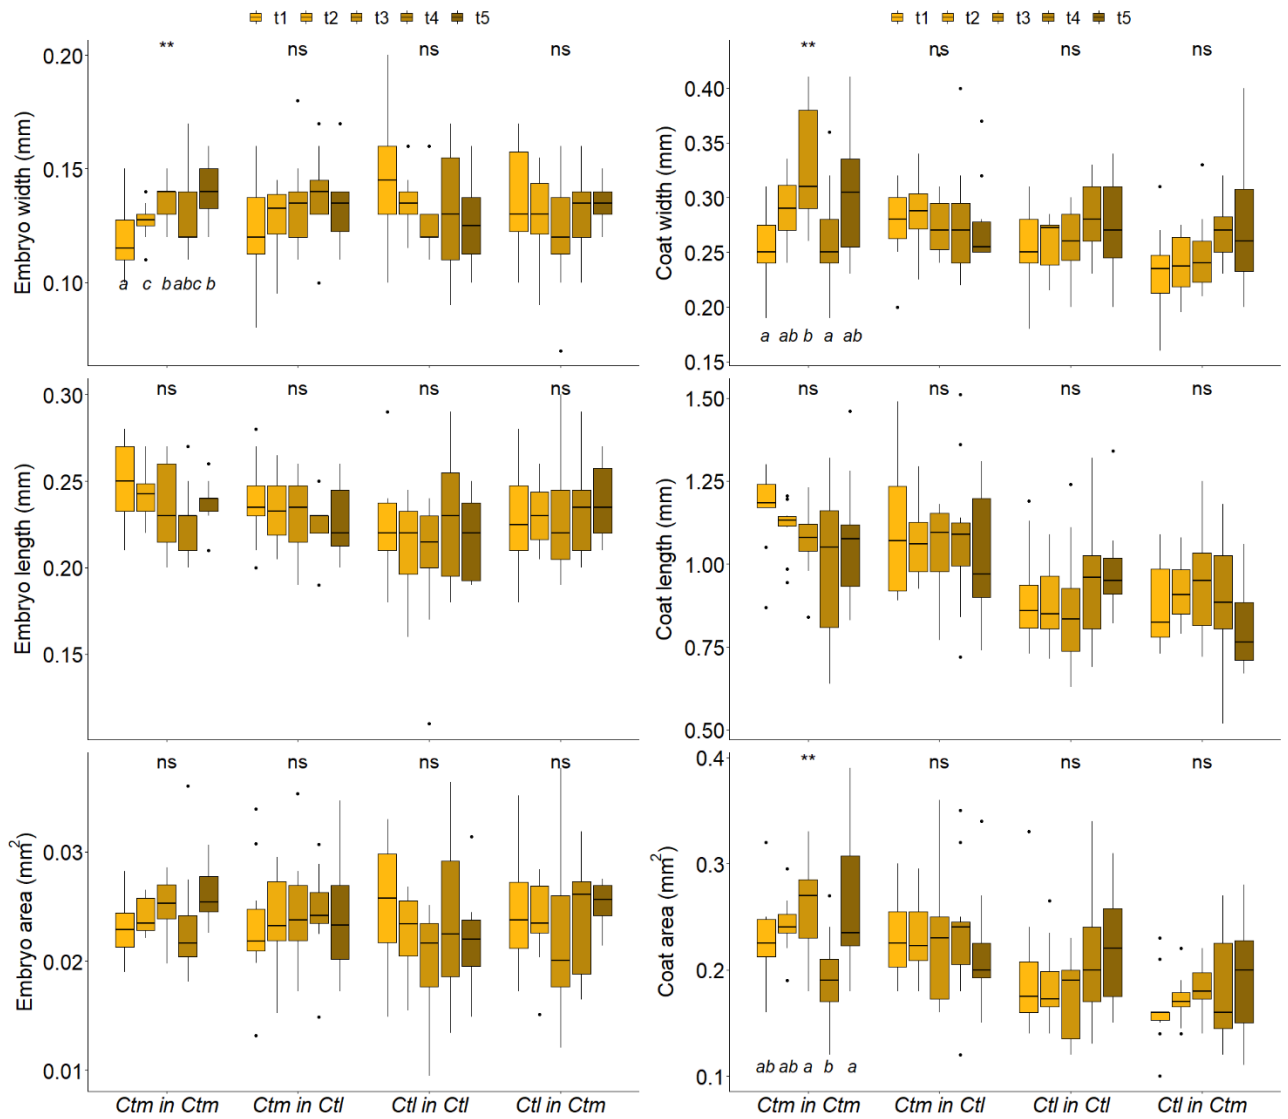 t1 t2 t3 t4 t5
t1 t2 t3 t4 t5
Embryo width (mm)
0.20
0.15
0.10
** ns ns ns
a c b abc b
Coat width (mm)
0.40
0.35
0.30
0.25
0.20
0.15
** ns ns ns
a ab b a ab
Embryo length (mm)
0.30
0.25
0.20
0.15
ns ns ns ns
Coat length (mm)
1.50
1.25
1.00
0.75
0.50
ns ns ns ns
Embryo area (mm²)
0.03
0.02
0.01
ns ns ns ns
Coat area (mm²)
0.4
0.3
0.2
0.1
** ns ns ns
ab ab a b a
Ctm in Ctm Ctm in Ctl Ctl in Ctl Ctl in Ctm
Ctm in Ctm Ctm in Ctl Ctl in Ctl Ctl in Ctm